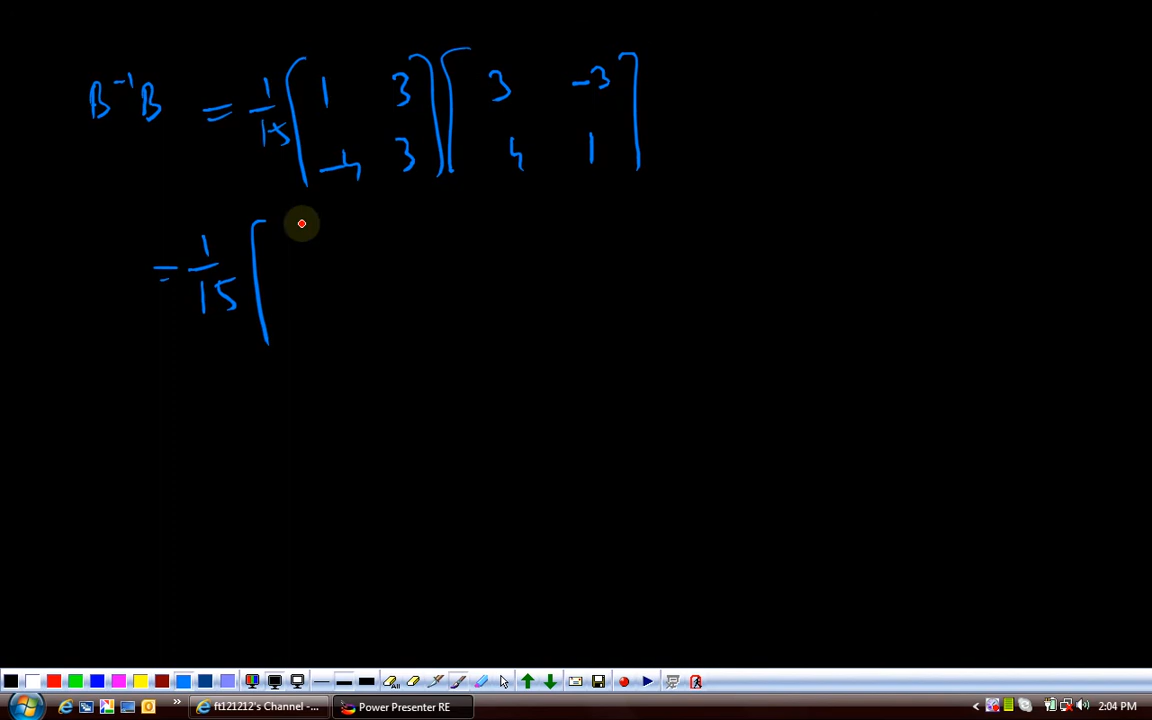 B⁻¹B = 1/15 [ 1 3 ] [ 3 -3 ]
-4 3 4 1
= 1/15 [
All
ft121212's Channel -...
Power Presenter RE
2:04 PM